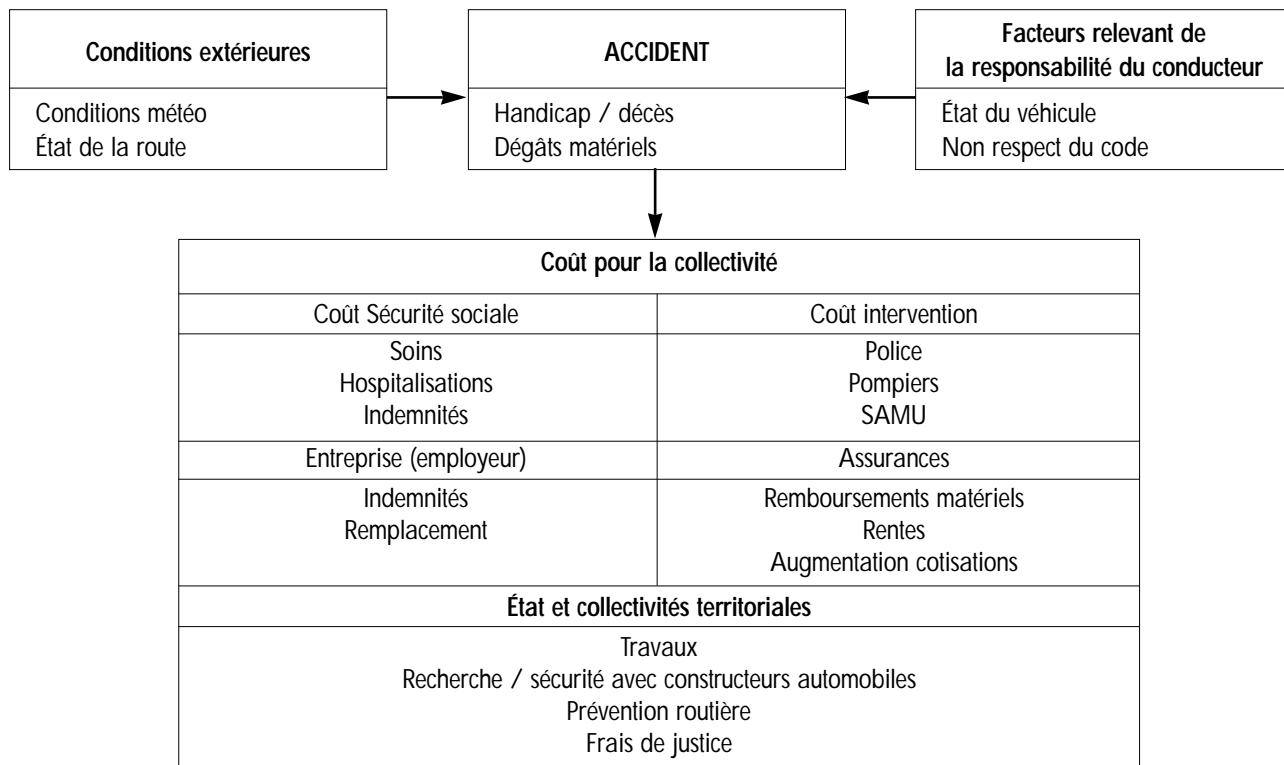 Conditions extérieures
Conditions météo
État de la route
ACCIDENT
Handicap / décès
Dégâts matériels
Facteurs relevant de
la responsabilité du conducteur
État du véhicule
Non respect du code
Coût pour la collectivité
Coût Sécurité sociale
Coût intervention
Soins
Hospitalisations
Indemnités
Police
Pompiers
SAMU
Entreprise (employeur)
Assurances
Indemnités
Remplacement
Remboursements matériels
Rentes
Augmentation cotisations
État et collectivités territoriales
Travaux
Recherche / sécurité avec constructeurs automobiles
Prévention routière
Frais de justice